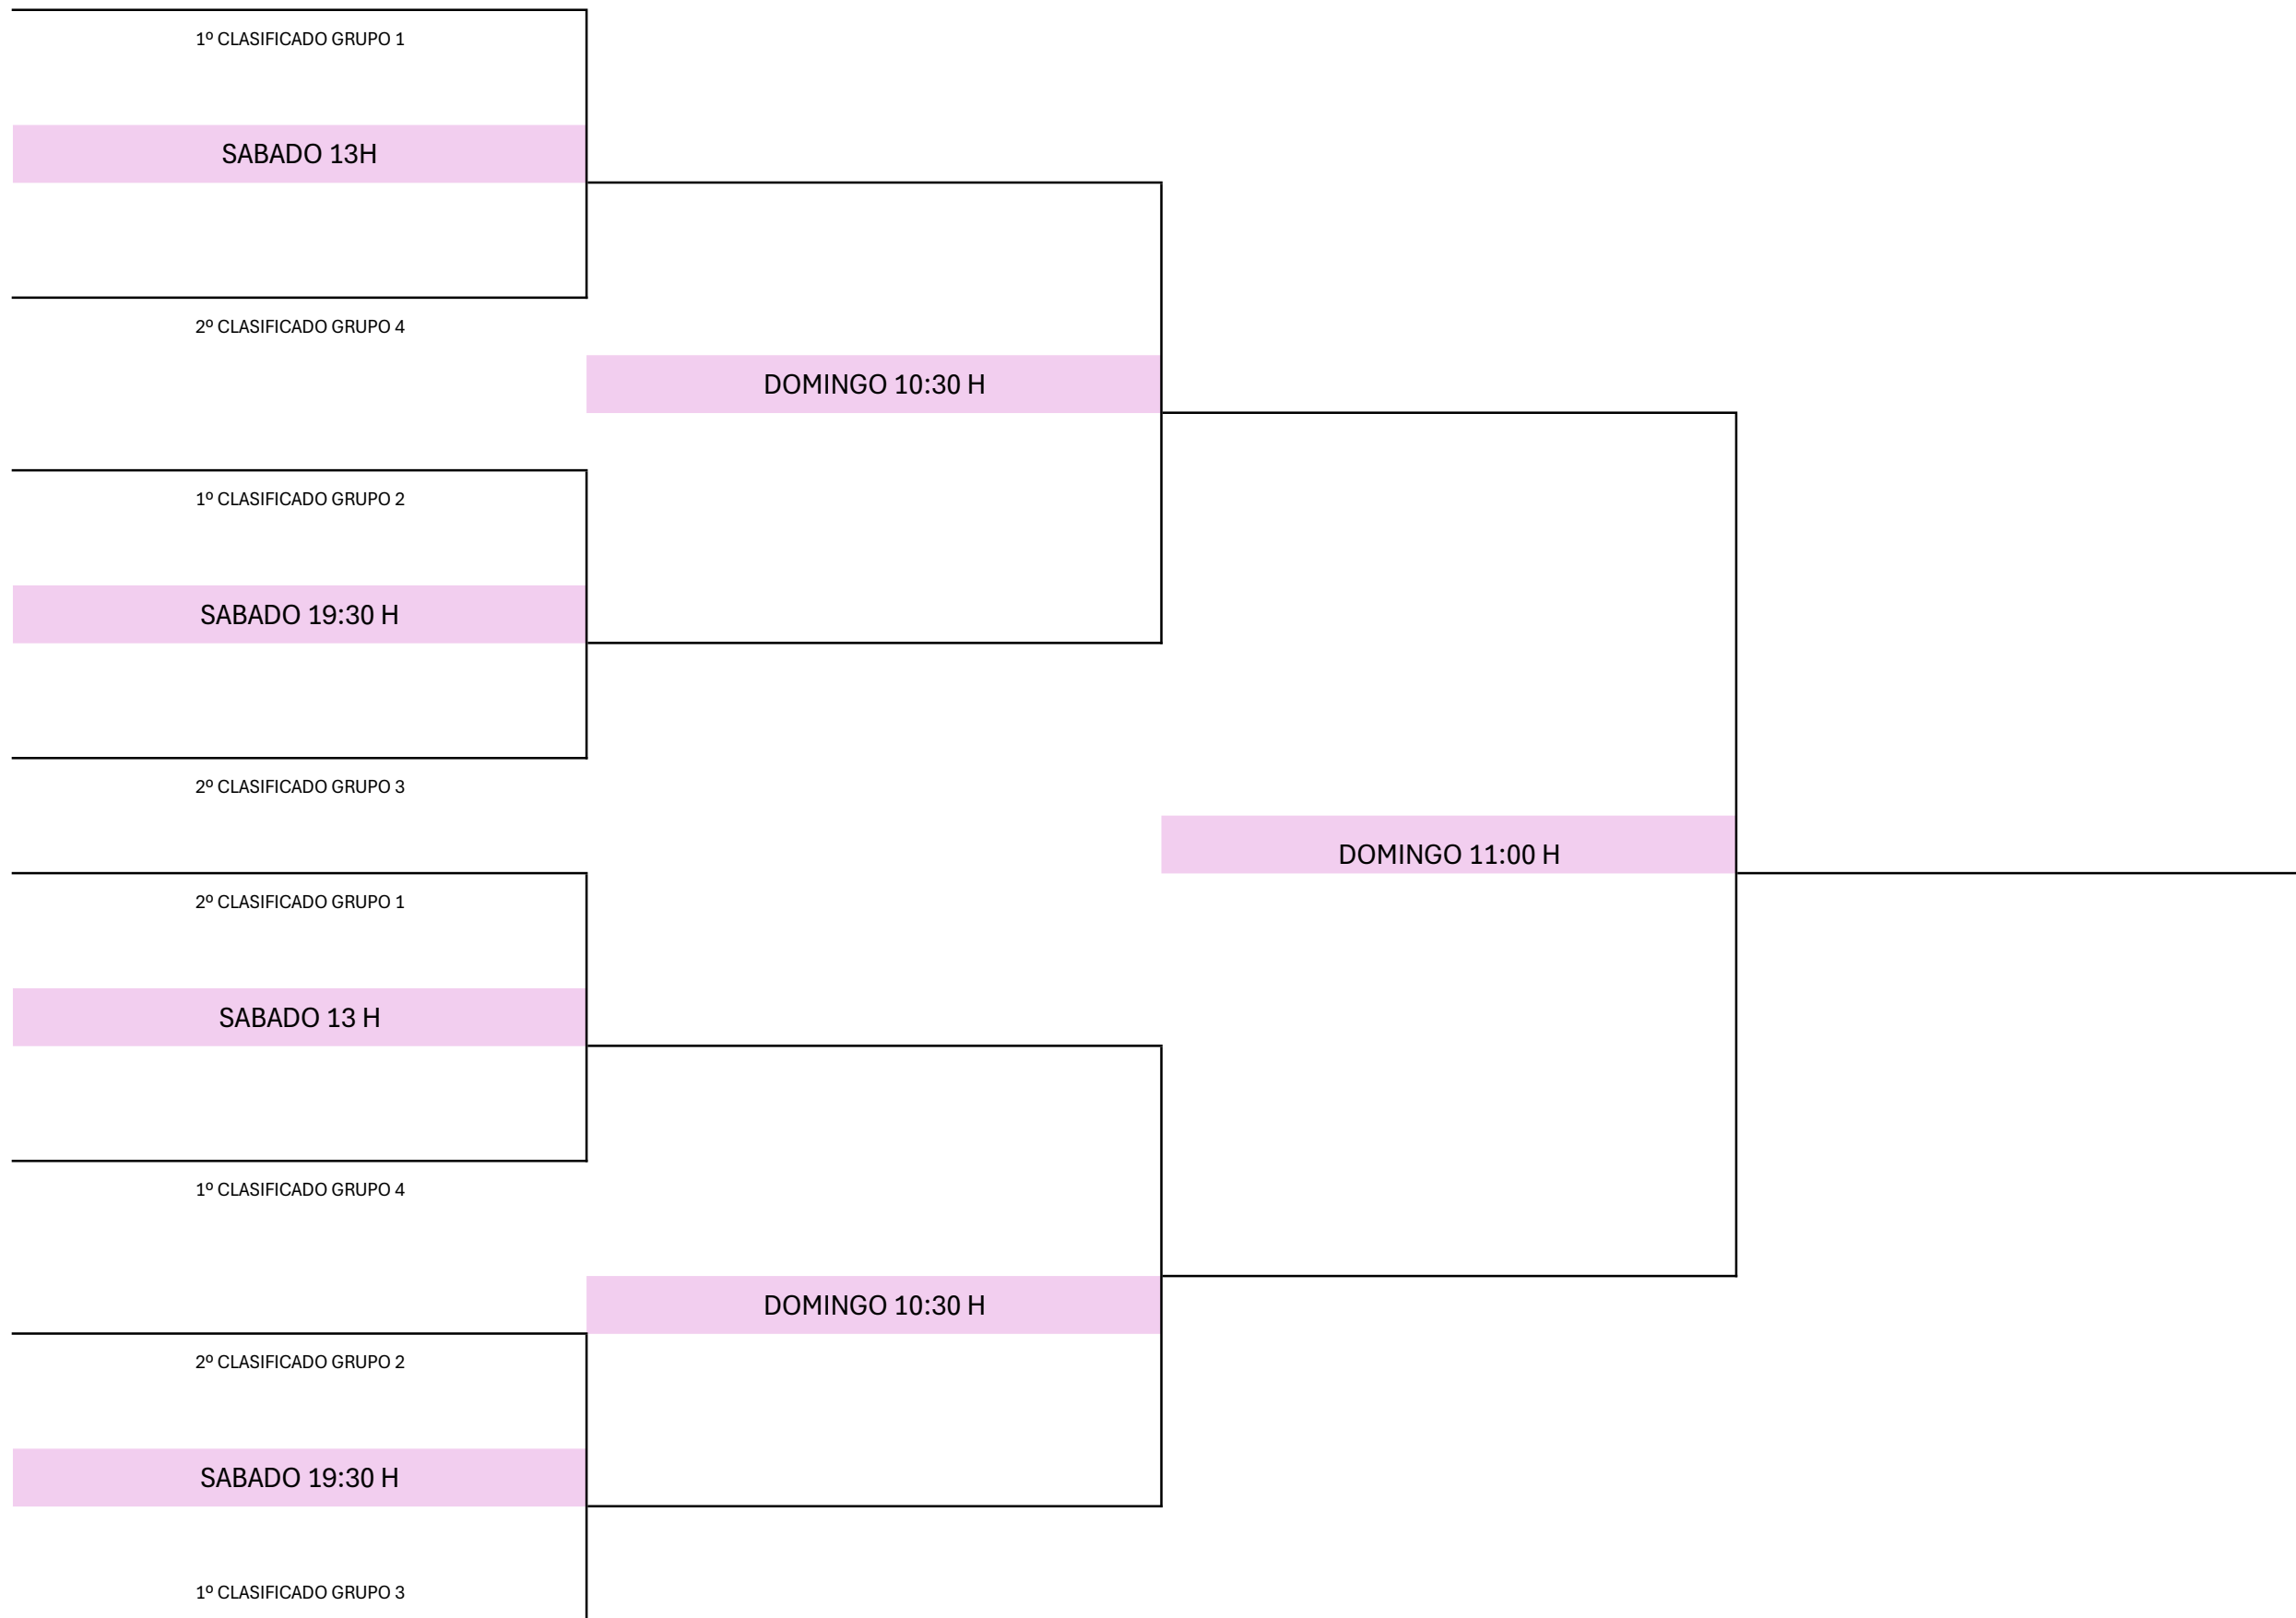 1º CLASIFICADO GRUPO 1
SABADO 13H
2º CLASIFICADO GRUPO 4
DOMINGO 10:30 H
1º CLASIFICADO GRUPO 2
SABADO 19:30 H
2º CLASIFICADO GRUPO 3
DOMINGO 11:00 H
2º CLASIFICADO GRUPO 1
SABADO 13 H
1º CLASIFICADO GRUPO 4
DOMINGO 10:30 H
2º CLASIFICADO GRUPO 2
SABADO 19:30 H
1º CLASIFICADO GRUPO 3